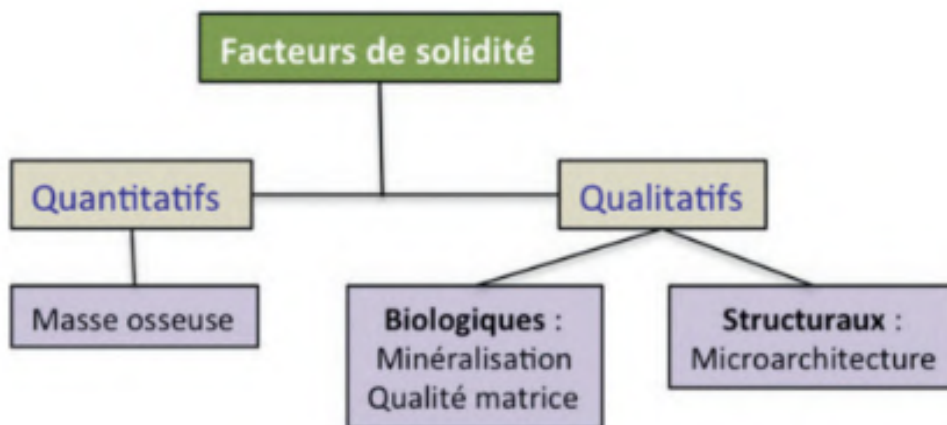 Facteurs de solidité
Quantitatifs
Qualitatifs
Masse osseuse
Biologiques :
Minéralisation
Qualité matrice
Structuraux :
Microarchitecture